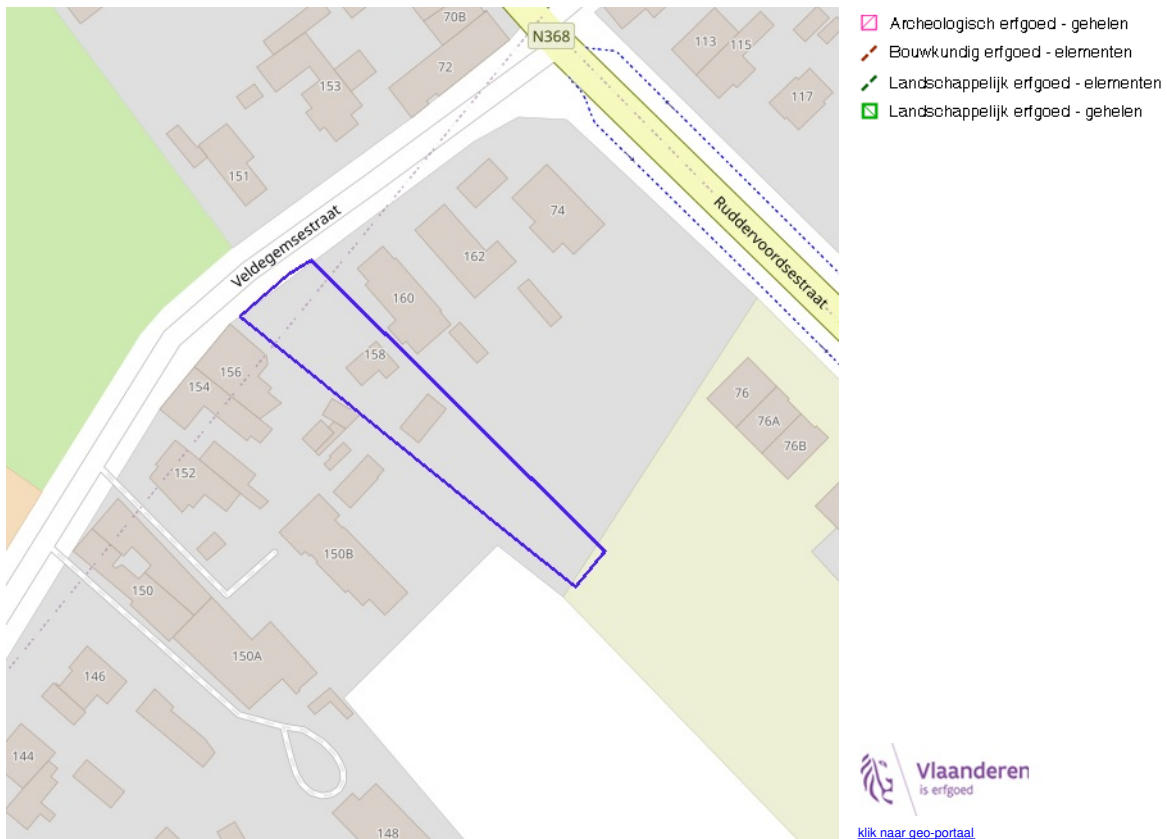 70B
N368
113
115
72
153
117
151
74
Veldegemsestraat
162
Ruddervoordsestraat
160
158
156
154
76
76A
76B
152
150B
150
150A
146
144
148
Archeologisch erfgoed - gehelen
Bouwkundig erfgoed - elementen
Landschappelijk erfgoed - elementen
Landschappelijk erfgoed - gehelen
Vlaanderen
is erfgoed
klik naar geo-portaal